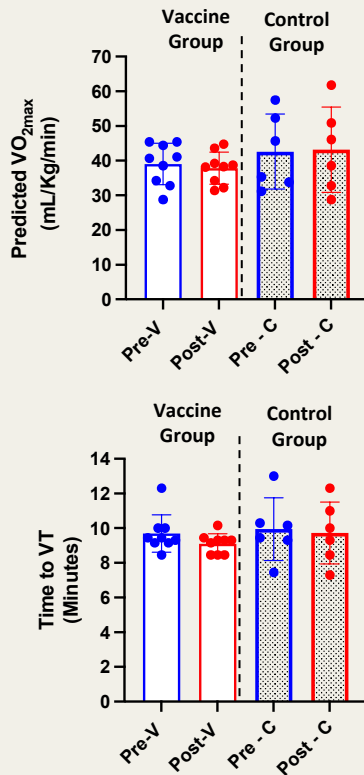 Vaccine Group
Control Group
Predicted VO2max
(mL/Kg/min)
70
60
50
40
30
20
10
0
Pre-V
Post-V
Pre - C
Post - C
Vaccine Group
Control Group
Time to VT
(Minutes)
14
12
10
8
6
4
2
0
Pre-V
Post-V
Pre - C
Post - C